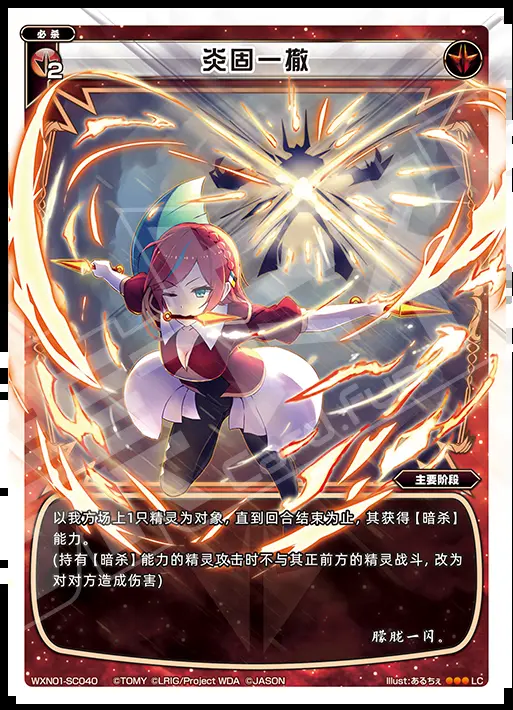 必杀
2
炎固一撤
主要阶段
以我方场上1只精灵为对象，直到回合结束为止，其获得【暗杀】
能力。
(持有【暗杀】能力的精灵攻击时不与其正前方的精灵战斗，改为
对对方造成伤害)
朦胧一闪。
WXN01-SC040 ©TOMY ©LRIG/Project WDA ©JASON Illust:あるちぇ LC